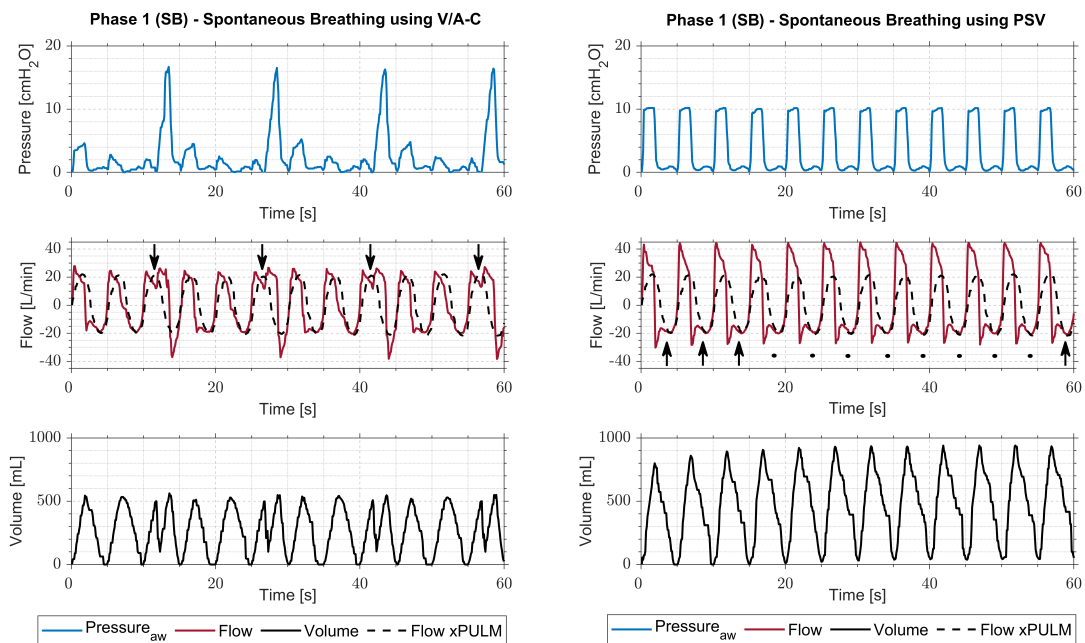 Phase 1 (SB) - Spontaneous Breathing using V/A-C
Pressure [cmH2O]
20
10
0
0 20 40 60
Time [s]
Flow [L/min]
40
20
0
-20
-40
0 20 40 60
Time [s]
Volume [mL]
1000
500
0
0 20 40 60
Time [s]
Pressure aw Flow Volume Flow xPULM
Phase 1 (SB) - Spontaneous Breathing using PSV
Pressure [cmH2O]
20
10
0
0 20 40 60
Time [s]
Flow [L/min]
40
20
0
-20
-40
0 20 40 60
Time [s]
Volume [mL]
1000
500
0
0 20 40 60
Time [s]
Pressure aw Flow Volume Flow xPULM